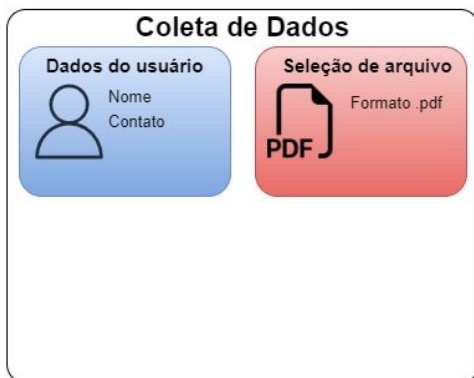 Coleta de Dados
Dados do usuário
Nome
Contato
Seleção de arquivo
Formato .pdf
PDF